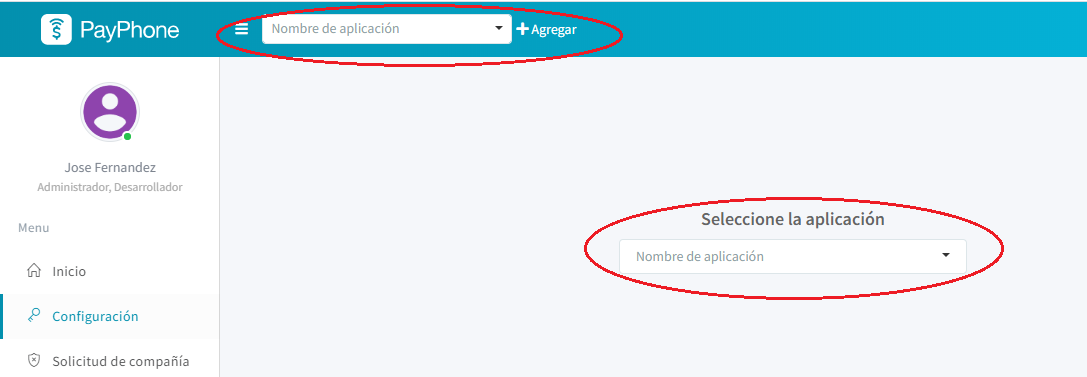 PayPhone
Nombre de aplicación
Agregar
Jose Fernandez
Administrador, Desarrollador
Menu
Inicio
Configuración
Solicitud de compañía
Seleccione la aplicación
Nombre de aplicación